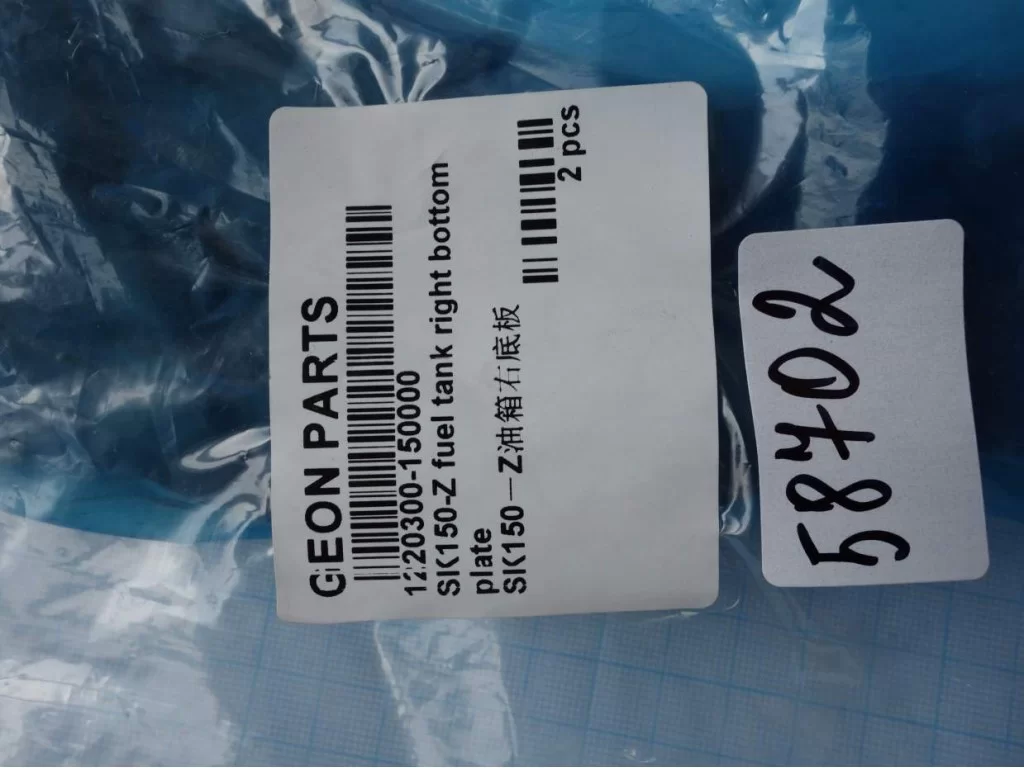 GEON PARTS
1220300-150000
SK150-Z fuel tank right bottom
plate
SK150－Z油箱右底板
2 pcs
58702